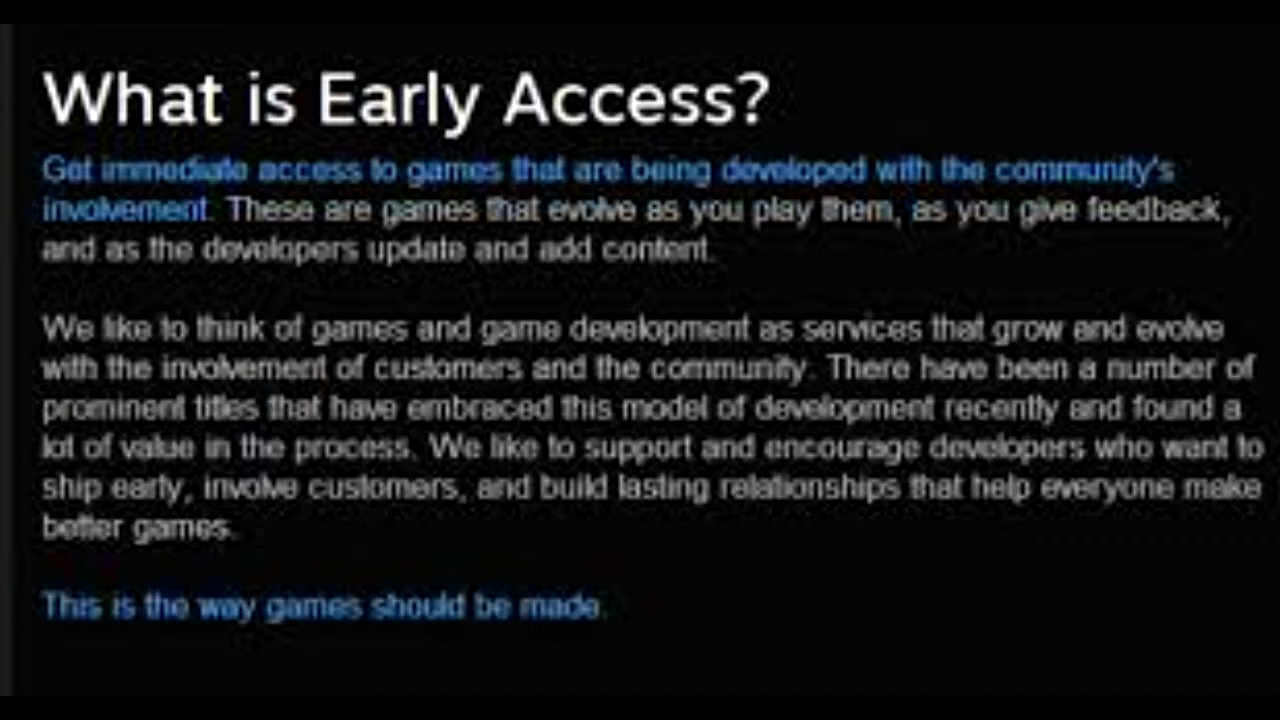 What is Early Access?
Get immediate access to games that are being developed with the community's
involvement. These are games that evolve as you play them, as you give feedback,
and as the developers update and add content.
We like to think of games and game development as services that grow and evolve
with the involvement of customers and the community. There have been a number of
prominent titles that have embraced this model of development recently and found a
lot of value in the process. We like to support and encourage developers who want to
ship early, involve customers, and build lasting relationships that help everyone make
better games.
This is the way games should be made.